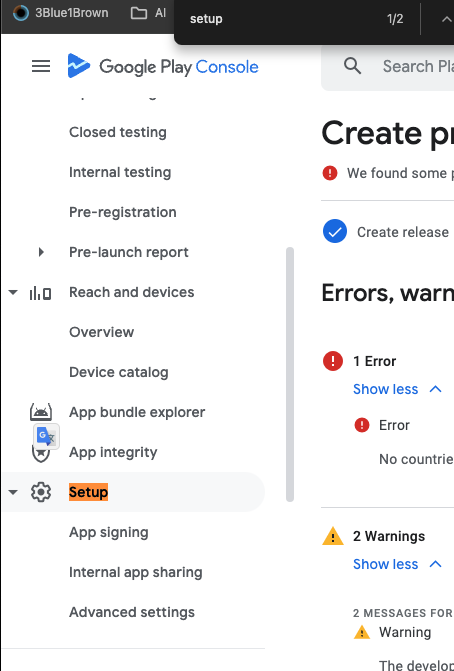 3Blue1Brown
AI
setup
1/2
Google Play Console
Search Pla
Closed testing
Internal testing
Pre-registration
Pre-launch report
Reach and devices
Overview
Device catalog
App bundle explorer
App integrity
Setup
App signing
Internal app sharing
Advanced settings
Create pr
We found some p
Create release
Errors, warn
1 Error
Show less
Error
No countrie
2 Warnings
Show less
2 MESSAGES FOR
Warning
The develop